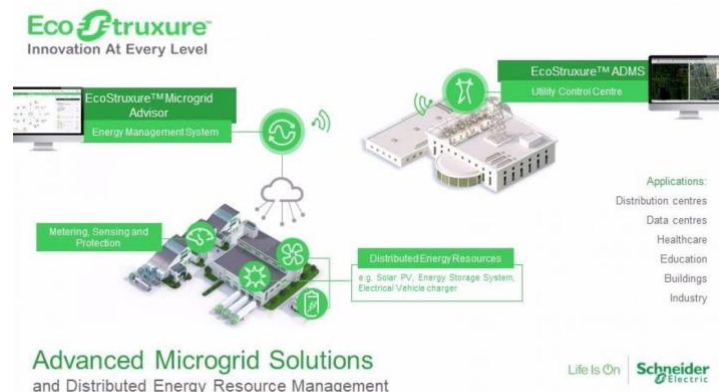 EcoStruxure™
Innovation At Every Level
EcoStruxure™ Microgrid
Advisor
Energy Management System
EcoStruxure™ ADMS
Utility Control Centre
Metering, Sensing and
Protection
Distributed Energy Resources
e.g. Solar PV, Energy Storage System,
Electrical Vehicle charger
Applications:
Distribution centres
Data centres
Healthcare
Education
Buildings
Industry
Advanced Microgrid Solutions
and Distributed Energy Resource Management
Life Is On
Schneider
Electric